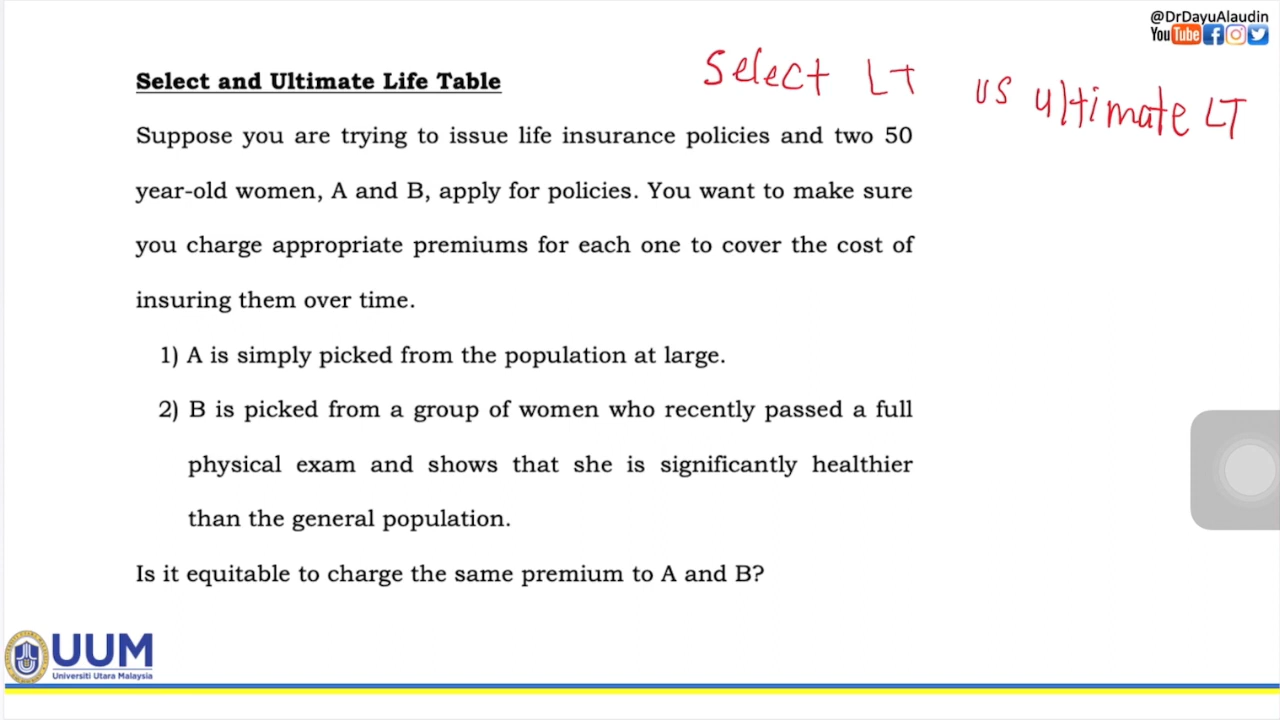 @DrDayuAlaudin
YouTube
Select and Ultimate Life Table
Select LT vs Ultimate LT
Suppose you are trying to issue life insurance policies and two 50
year-old women, A and B, apply for policies. You want to make sure
you charge appropriate premiums for each one to cover the cost of
insuring them over time.
1) A is simply picked from the population at large.
2) B is picked from a group of women who recently passed a full
physical exam and shows that she is significantly healthier
than the general population.
Is it equitable to charge the same premium to A and B?
UUM
Universiti Utara Malaysia